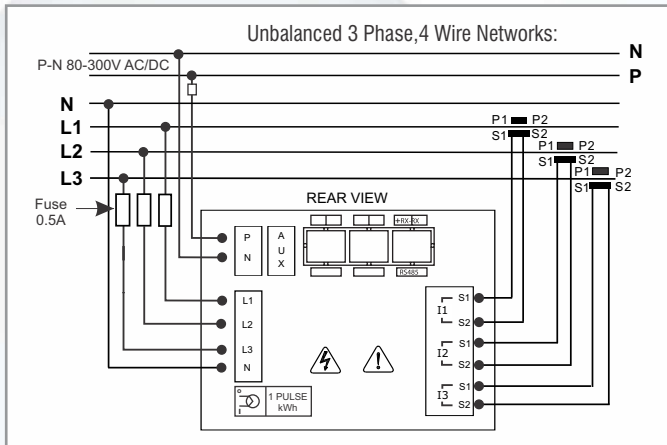 Unbalanced 3 Phase,4 Wire Networks:
N
P-N 80-300V AC/DC
P
N
L1
P1 P2
S1 S2
L2
P1 P2
S1 S2
L3
P1 P2
S1 S2
Fuse
0.5A
REAR VIEW
+RX-RX
RS485
P
N
A
U
X
L1
L2
L3
N
I1
S1
S2
I2
S1
S2
I3
S1
S2
1 PULSE
kWh